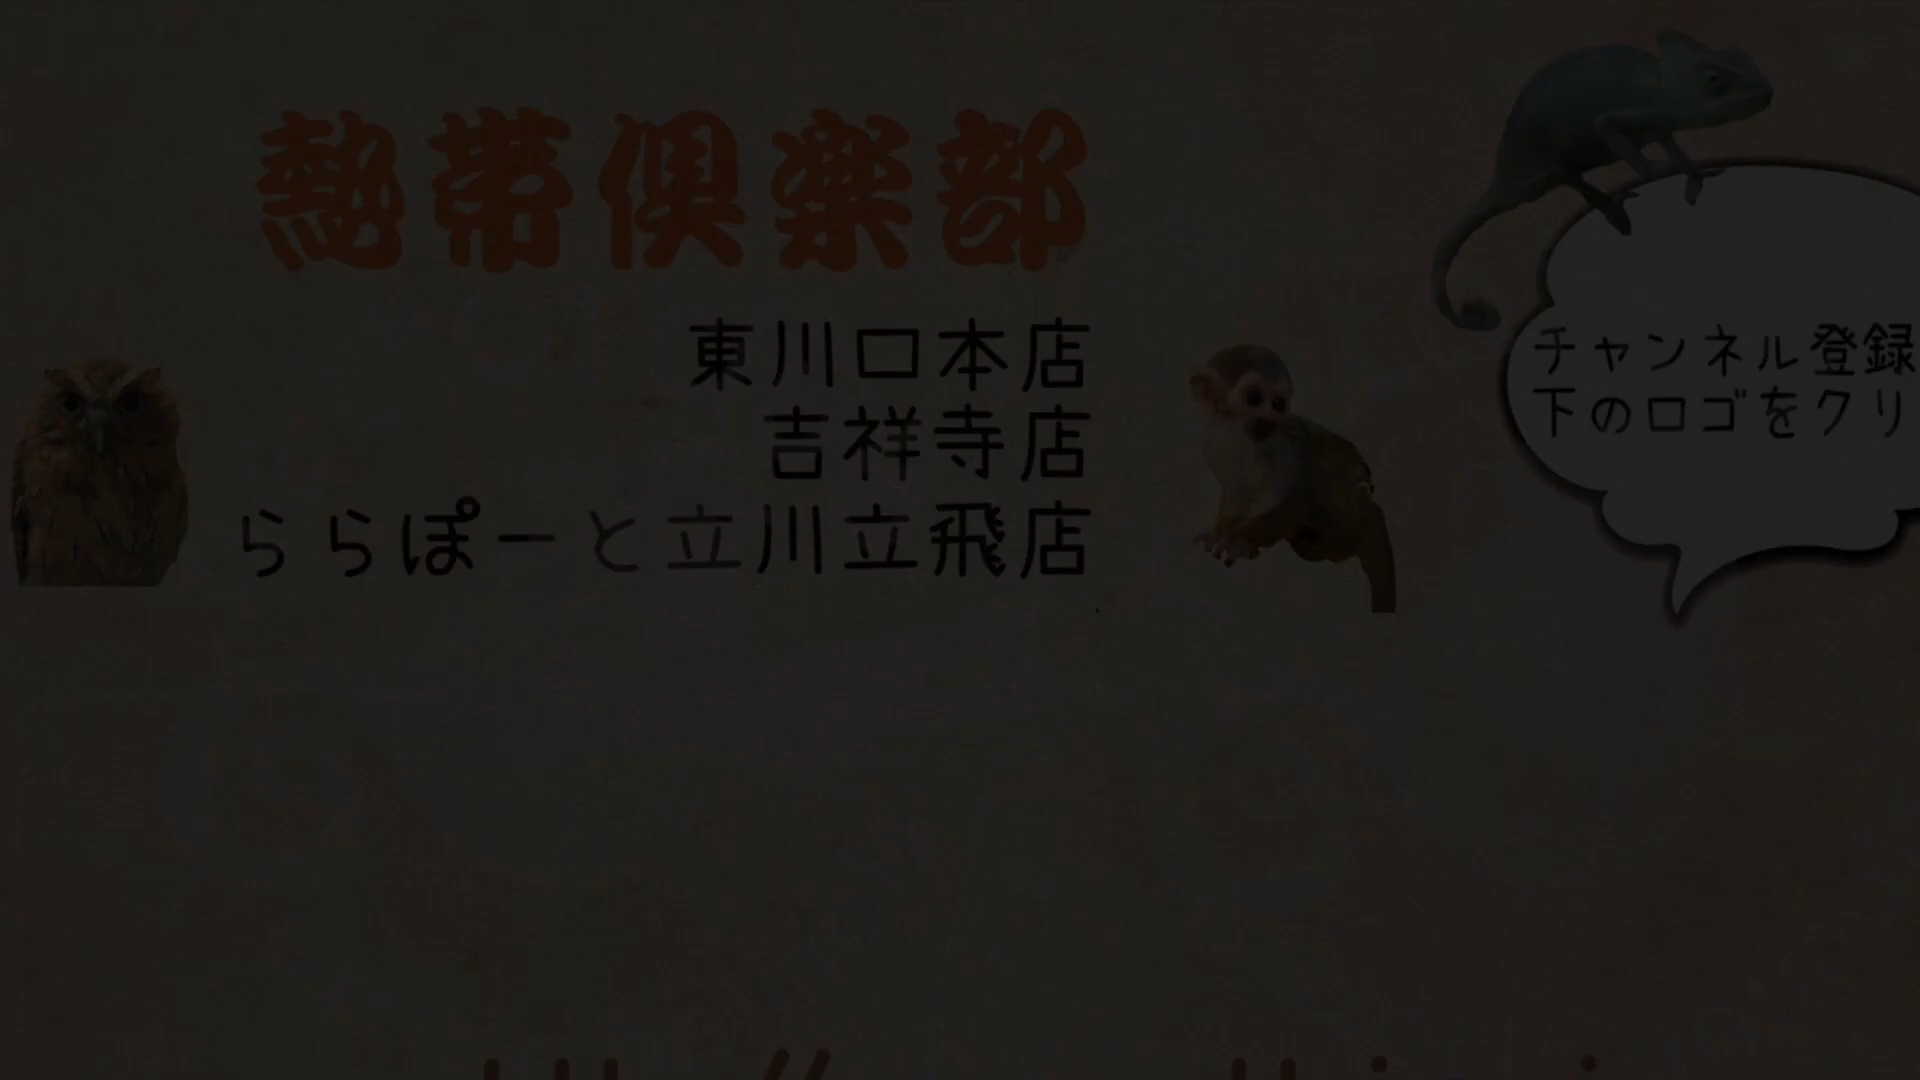 熱帯倶楽部
東川口本店
吉祥寺店
ららぽーと立川立飛店
チャンネル登録
下のロゴをクリ